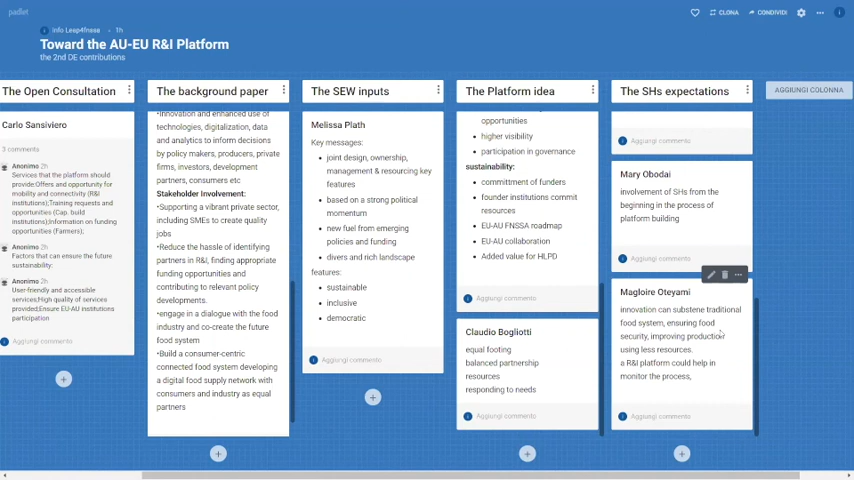 padlet
CLONA
CONDIVIDI
Info Leap4fnssa • 1h
Toward the AU-EU R&I Platform
the 2nd DE contributions
The Open Consultation
Carlo Sansiviero
3 comments
Anonimo 2h
Services that the platform should
provide:Offers and opportunity for
mobility and connectivity (R&I
institutions);Training requests and
opportunities (Cap. build
institutions);Information on funding
opportunities (Farmers);
Anonimo 2h
Factors that can ensure the future
sustainability:
Anonimo 2h
User-friendly and accessible
services;High quality of services
provided;Ensure EU-AU institutions
participation
Aggiungi commento
The background paper
•Innovation and enhanced use of
technologies, digitalization, data
and analytics to inform decisions
by policy makers, producers, private
firms, investors, development
partners, consumers etc
Stakeholder Involvement:
•Supporting a vibrant private sector,
including SMEs to create quality
jobs
•Reduce the hassle of identifying
partners in R&I, finding appropriate
funding opportunities and
contributing to relevant policy
developments.
•engage in a dialogue with the food
industry and co-create the future
food system
•Build a consumer-centric
connected food system developing
a digital food supply network with
consumers and industry as equal
partners
The SEW inputs
Melissa Plath
Key messages:
• joint design, ownership,
management & resourcing key
features
• based on a strong political
momentum
• new fuel from emerging
policies and funding
• divers and rich landscape
features:
• sustainable
• inclusive
• democratic
Aggiungi commento
The Platform idea
opportunities
• higher visibility
• participation in governance
sustainability:
• committment of funders
• founder institutions commit
resources
• EU-AU FNSSA roadmap
• EU-AU collaboration
• Added value for HLPD
Aggiungi commento
Claudio Bogliotti
equal footing
balanced partnership
resources
responding to needs
Aggiungi commento
The SHs expectations
Aggiungi commento
Mary Obodai
involvement of SHs from the
beginning in the process of
platform building
Aggiungi commento
Magloire Oteyami
innovation can substene traditional
food system, ensuring food
security, improving production
using less resources.
a R&I platform could help in
monitor the process,
Aggiungi commento
AGGIUNGI COLONNA